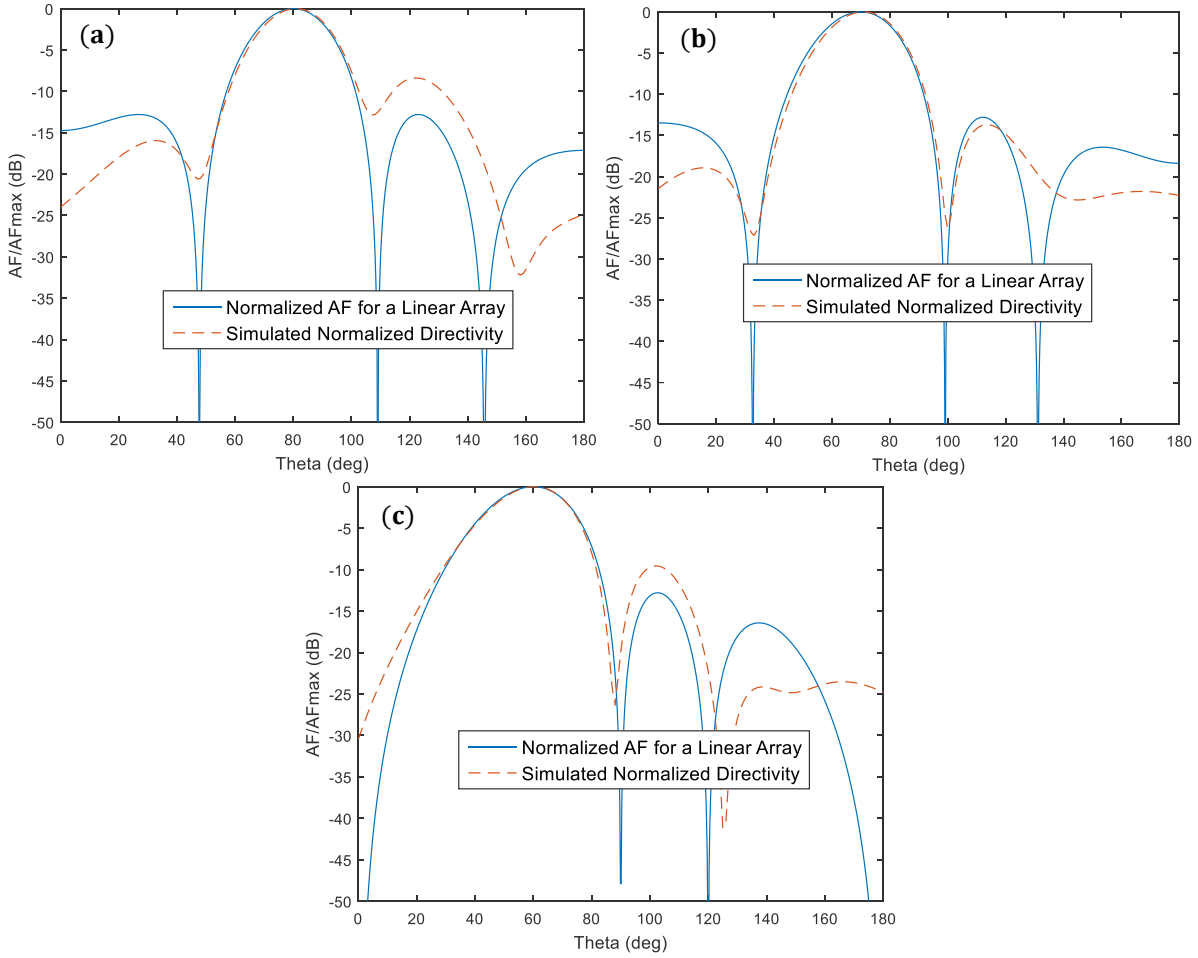 (a)
0
-5
-10
-15
-20
-25
-30
-35
-40
-45
-50
AF/AFmax (dB)
Normalized AF for a Linear Array
Simulated Normalized Directivity
0 20 40 60 80 100 120 140 160 180
Theta (deg)
(b)
0
-5
-10
-15
-20
-25
-30
-35
-40
-45
-50
AF/AFmax (dB)
Normalized AF for a Linear Array
Simulated Normalized Directivity
0 20 40 60 80 100 120 140 160 180
Theta (deg)
(c)
0
-5
-10
-15
-20
-25
-30
-35
-40
-45
-50
AF/AFmax (dB)
Normalized AF for a Linear Array
Simulated Normalized Directivity
0 20 40 60 80 100 120 140 160 180
Theta (deg)